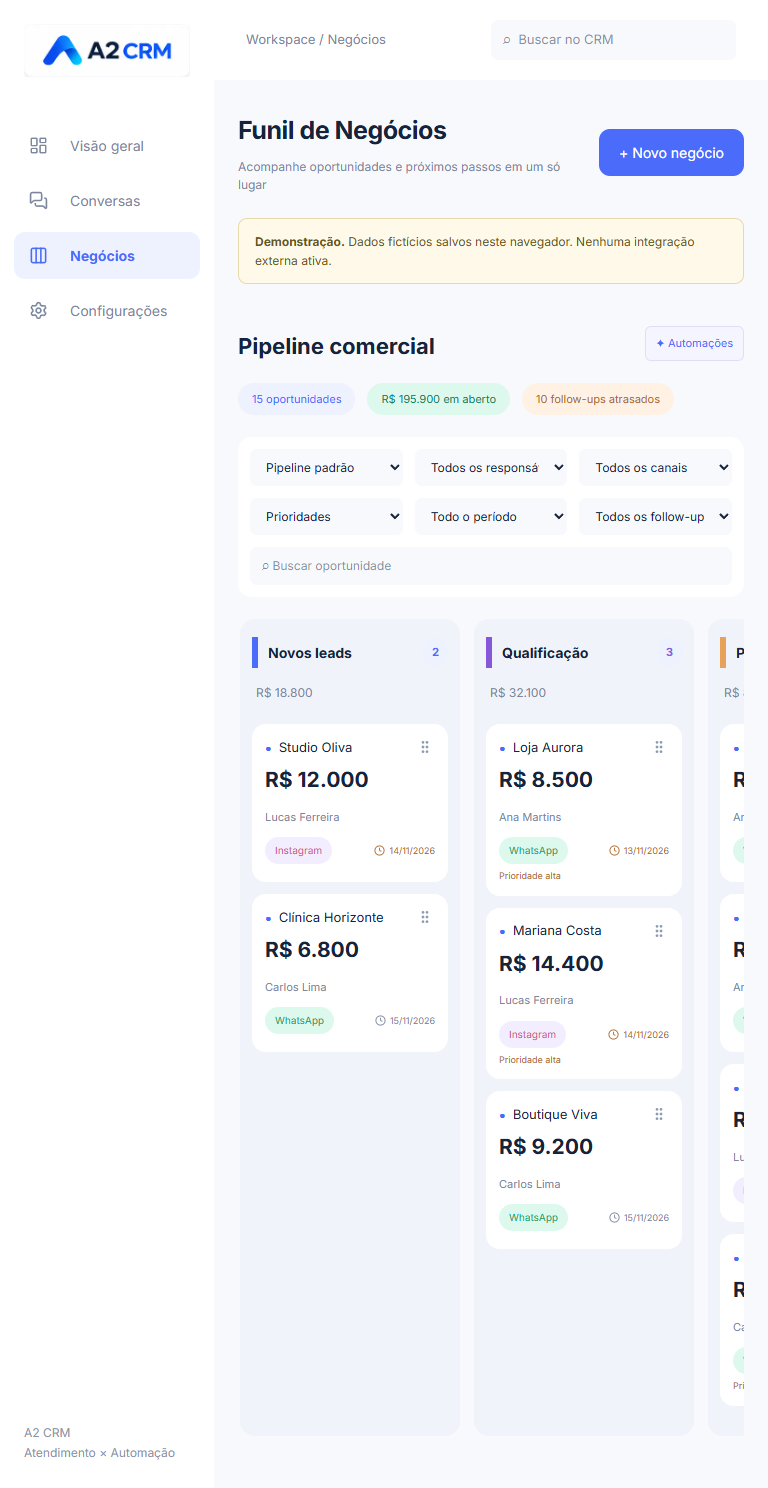 A2 CRM
Workspace / Negócios
Buscar no CRM
Visão geral
Conversas
Negócios
Configurações
Funil de Negócios
Acompanhe oportunidades e próximos passos em um só
lugar
+ Novo negócio
Demonstração. Dados fictícios salvos neste navegador. Nenhuma integração
externa ativa.
Pipeline comercial
✦ Automações
15 oportunidades
R$ 195.900 em aberto
10 follow-ups atrasados
Pipeline padrão
Todos os responsá
Todos os canais
Prioridades
Todo o período
Todos os follow-up
Buscar oportunidade
Novos leads
2
R$ 18.800
Studio Oliva
R$ 12.000
Lucas Ferreira
Instagram
14/11/2026
Clínica Horizonte
R$ 6.800
Carlos Lima
WhatsApp
15/11/2026
Qualificação
3
R$ 32.100
Loja Aurora
R$ 8.500
Ana Martins
WhatsApp
13/11/2026
Prioridade alta
Mariana Costa
R$ 14.400
Lucas Ferreira
Instagram
14/11/2026
Prioridade alta
Boutique Viva
R$ 9.200
Carlos Lima
WhatsApp
15/11/2026
P
R$
R
Ar
R
Ar
R
Lu
R
Ca
Pri
A2 CRM
Atendimento × Automação